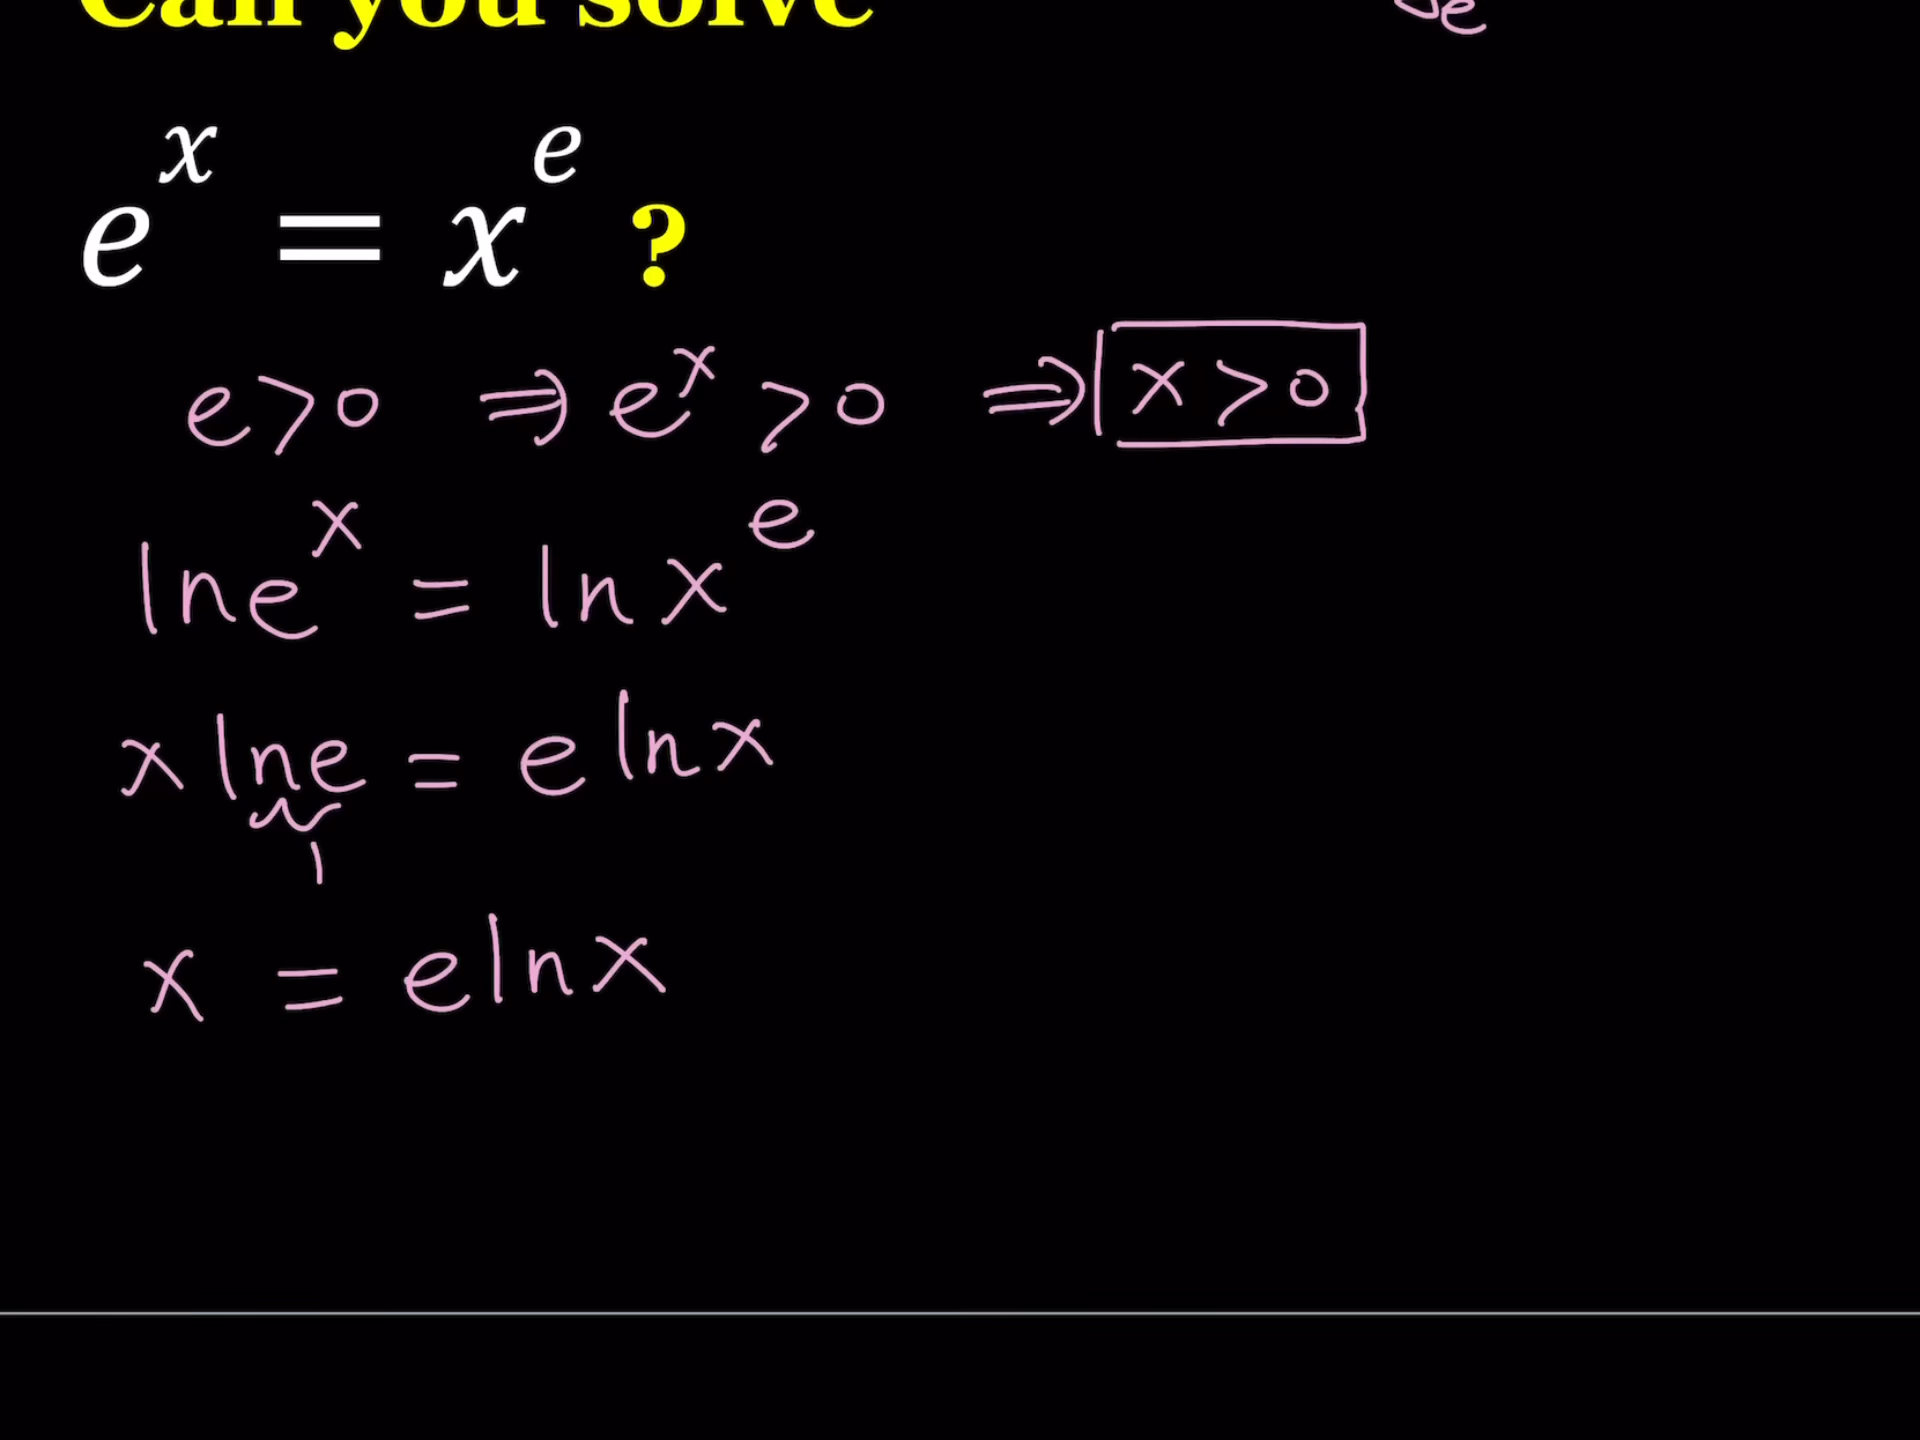 Can you solve
e
e^x = x^e ?
e>0 ⇒ e^x >0 ⇒ x>0
ln e^x = ln x^e
x ln e = e ln x
1
x = e ln x